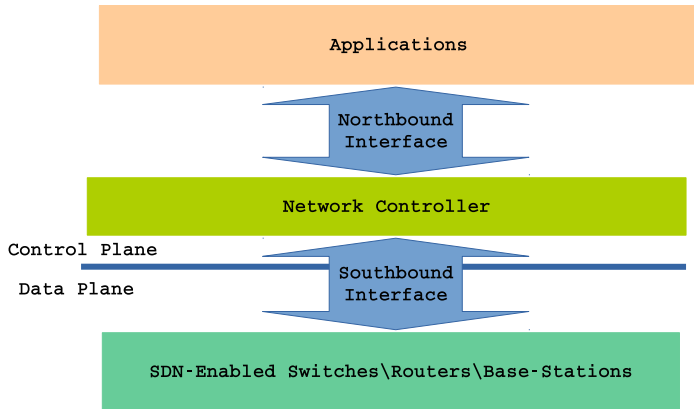 Applications
Northbound
Interface
Network Controller
Control Plane
Southbound
Interface
Data Plane
SDN-Enabled Switches\Routers\Base-Stations